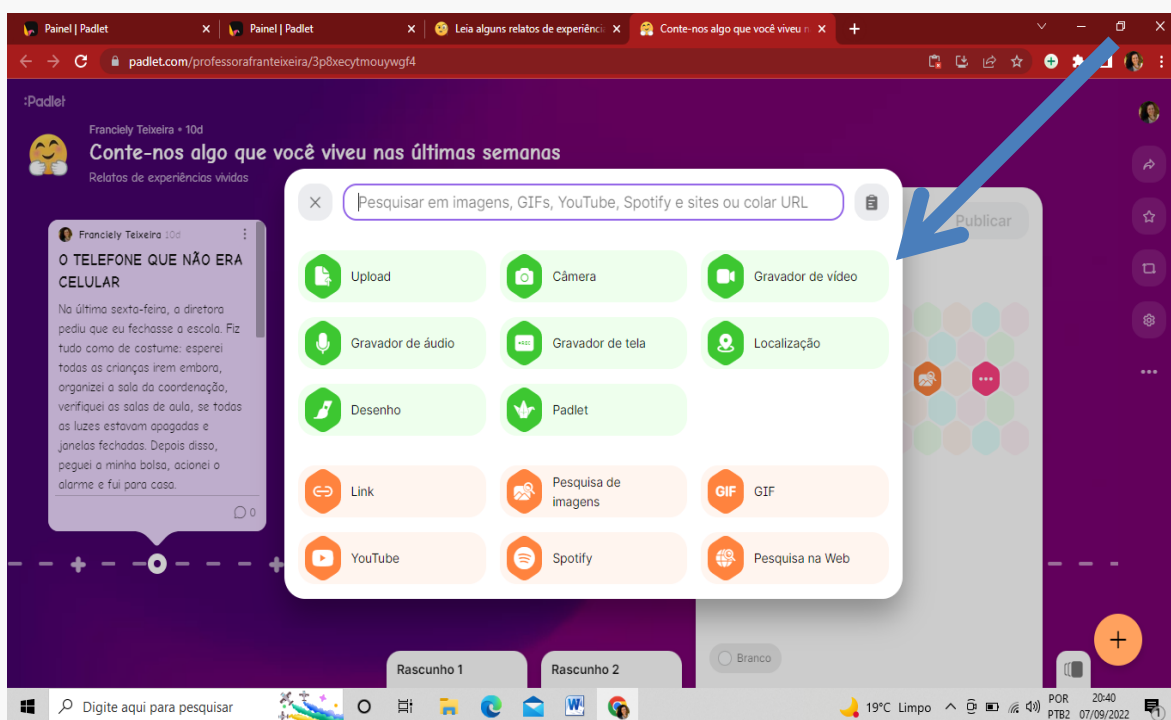 Painel | Padlet
Painel | Padlet
Leia alguns relatos de experiênci
Conte-nos algo que você viveu n
padlet.com/professorafranteixeira/3p8xecytmouywgf4
:Padlet
Franciely Teixeira • 10d
Conte-nos algo que você viveu nas últimas semanas
Relatos de experiências vividas
Pesquisar em imagens, GIFs, YouTube, Spotify e sites ou colar URL
Publicar
Franciely Teixeira 10d
O TELEFONE QUE NÃO ERA
CELULAR
Na última sexta-feira, a diretora
pediu que eu fechasse a escola. Fiz
tudo como de costume: esperei
todas as crianças irem embora,
organizei a sala da coordenação,
verifiquei as salas de aula, se todas
as luzes estavam apagadas e
janelas fechadas. Depois disso,
peguei a minha bolsa, acionei o
alarme e fui para casa.
0
Upload
Câmera
Gravador de vídeo
Gravador de áudio
Gravador de tela
Localização
Desenho
Padlet
Link
Pesquisa de
imagens
GIF
GIF
YouTube
Spotify
Pesquisa na Web
Rascunho 1
Rascunho 2
Branco
Digite aqui para pesquisar
19°C Limpo
POR
PTB2
20:40
07/09/2022